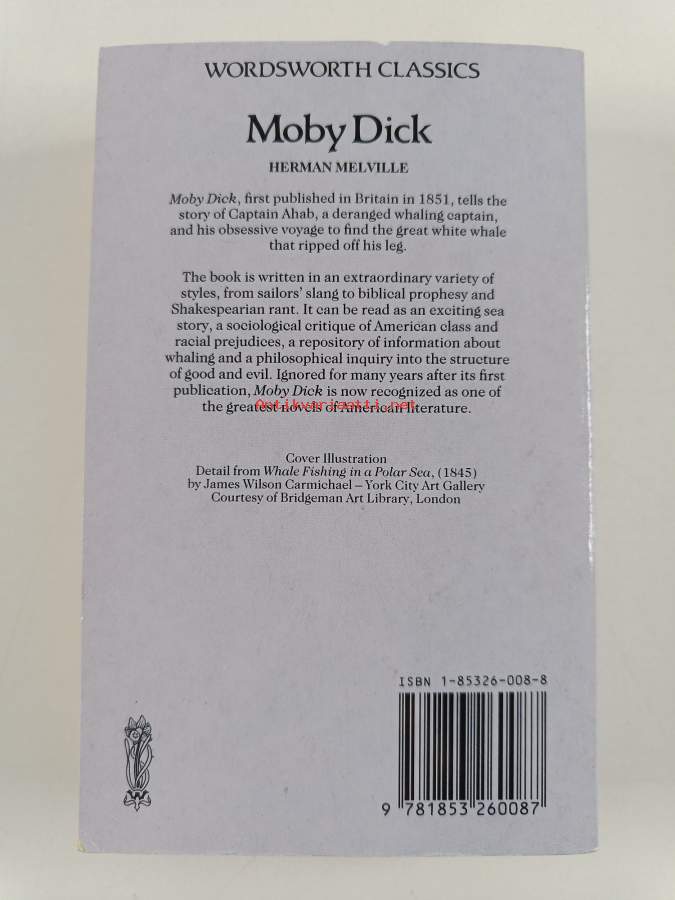 WORDSWORTH CLASSICS
Moby Dick
HERMAN MELVILLE
Moby Dick, first published in Britain in 1851, tells the
story of Captain Ahab, a deranged whaling captain,
and his obsessive voyage to find the great white whale
that ripped off his leg.
The book is written in an extraordinary variety of
styles, from sailors' slang to biblical prophesy and
Shakespearian rant. It can be read as an exciting sea
story, a sociological critique of American class and
racial prejudices, a repository of information about
whaling and a philosophical inquiry into the structure
of good and evil. Ignored for many years after its first
publication, Moby Dick is now recognized as one of
the greatest novels of American literature.
Antikvariaatti.net
Cover Illustration
Detail from Whale Fishing in a Polar Sea, (1845)
by James Wilson Carmichael – York City Art Gallery
Courtesy of Bridgeman Art Library, London
ISBN 1-85326-008-8
9 781853 260087
W